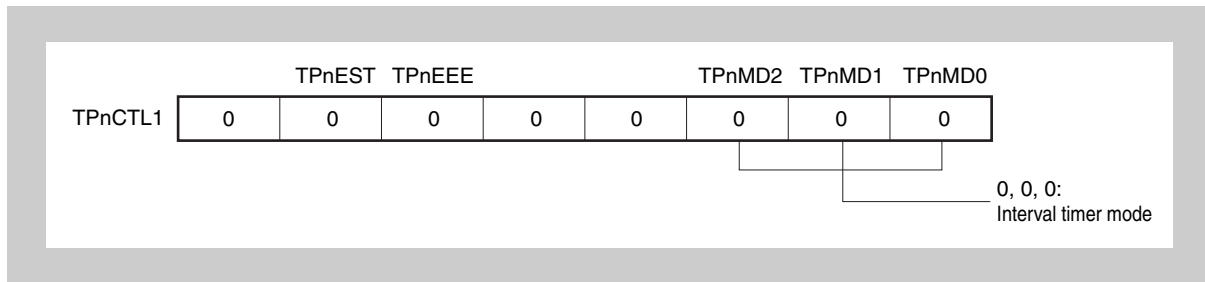 TPnEST TPnEEE TPnMD2 TPnMD1 TPnMD0
TPnCTL1 0 0 0 0 0 0 0 0
0, 0, 0:
Interval timer mode